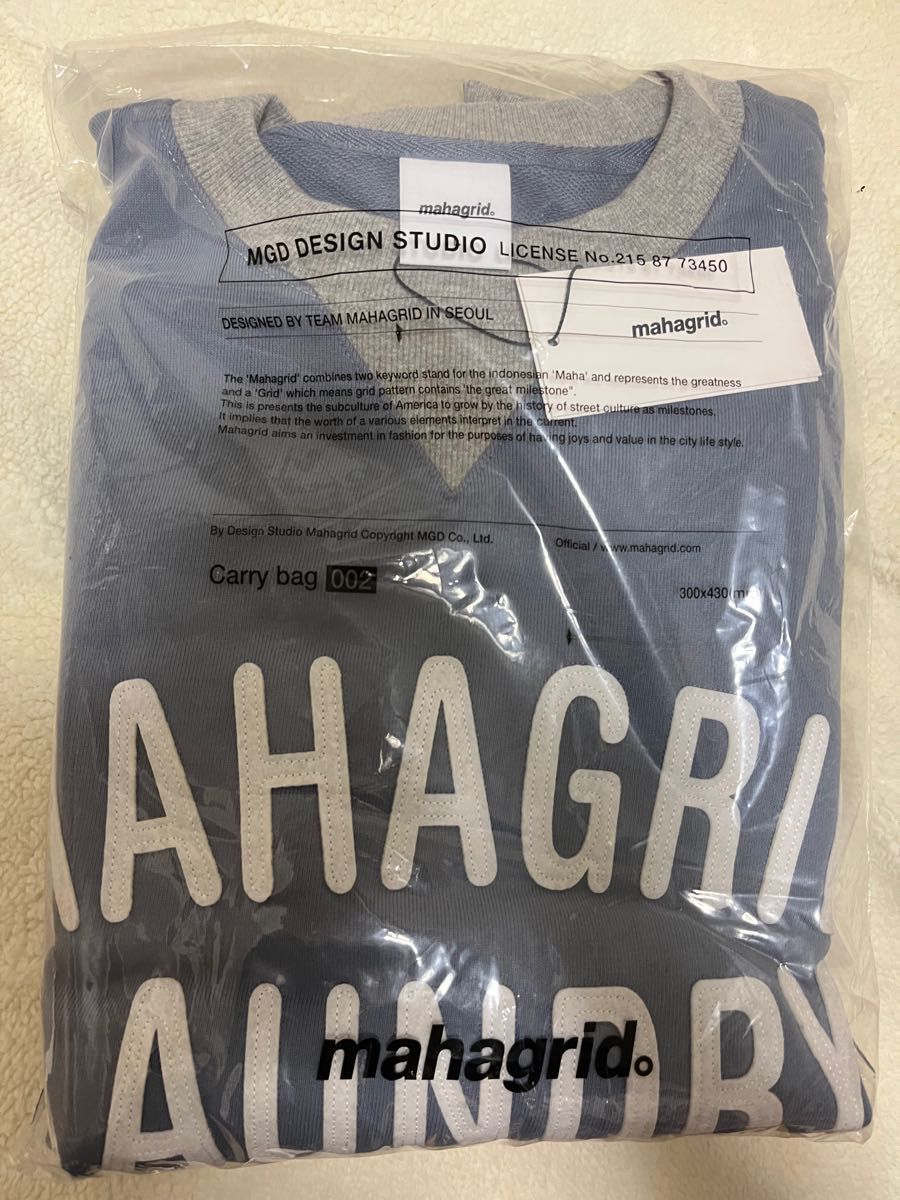 mahagrid.
MGD DESIGN STUDIO LICENSE No.215 87 73450
DESIGNED BY TEAM MAHAGRID IN SEOUL
mahagrid.
The 'Mahagrid' combines two keyword stand for the indonesian 'Maha' and represents the greatness
and a 'Grid' which means grid pattern contains 'the great milestone".
This is presents the subculture of America to grow by the history of street culture as milestones.
It implies that the worth of a various elements interpret in the current.
Mahagrid aims an investment in fashion for the purposes of having joys and value in the city life style.
By Design Studio Mahagrid Copyright MGD Co., Ltd.
Official / www.mahagrid.com
Carry bag 002
300x430(mm)
AHAGRI
AUNDRY
mahagrid.